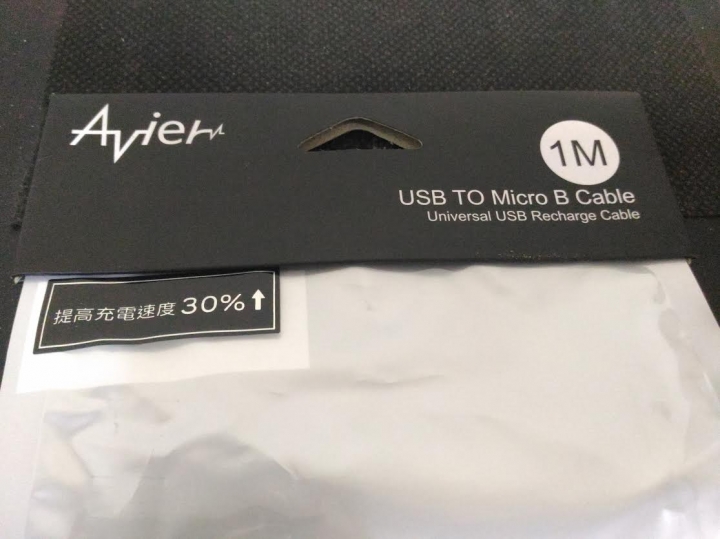 Avier
1M
USB TO Micro B Cable
Universal USB Recharge Cable
提高充電速度 30%↑